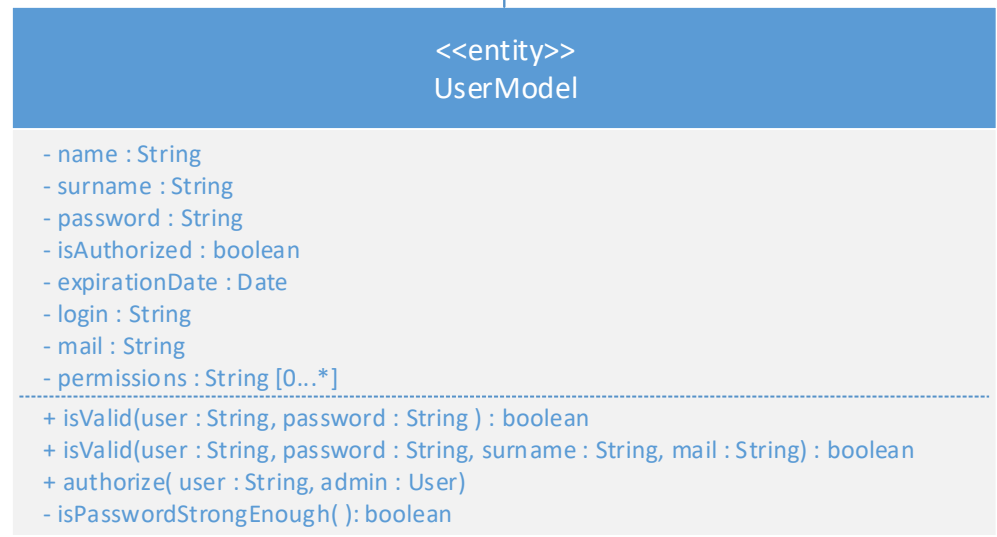 <<entity>>
UserModel
- name : String
- surname : String
- password : String
- isAuthorized : boolean
- expirationDate : Date
- login : String
- mail : String
- permissions : String [0...*]
+ isValid(user : String, password : String ) : boolean
+ isValid(user : String, password : String, surname : String, mail : String) : boolean
+ authorize( user : String, admin : User)
- isPasswordStrongEnough( ): boolean